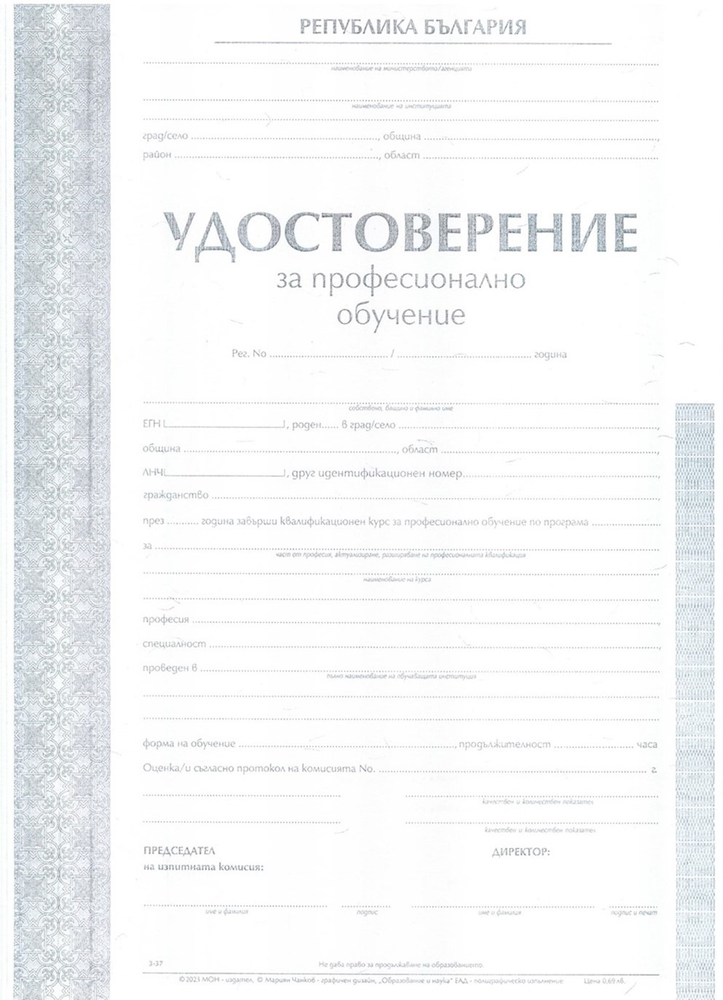 РЕПУБЛИКА БЪЛГАРИЯ
наименование на министерството/агенцията
наименование на институцията
град/село ................, община ................,
район ................, област ................
УДОСТОВЕРЕНИЕ
за професионално
обучение
Рег. No ................ / ................ година
собствено, бащино и фамилно име
ЕГН ________________, роден...... в град/село ................,
община ................, област ................,
ЛНЧ ________________, друг идентификационен номер................,
гражданство ................,
през ........... година завърши квалификационен курс за професионално обучение по програма ................
за ................
част от професия, актуализиране, разширяване на професионалната квалификация
наименование на курса
професия ................,
специалност ................,
проведен в ................
пълно наименование на обучаващата институция
форма на обучение ................, продължителност ................ часа
Оценка/и съгласно протокол на комисията No. ................ г.
качествен и количествен показател
качествен и количествен показател
ПРЕДСЕДАТЕЛ ДИРЕКТОР:
на изпитната комисия:
име и фамилия подпис име и фамилия подпис и печат
3-37 Не дава право за продължаване на образованието.
©2023 МОН - издател, © Мариян Чанков - графичен дизайн, „Образование и наука“ ЕАД - полиграфическо изпълнение Цена 0,69 лв.